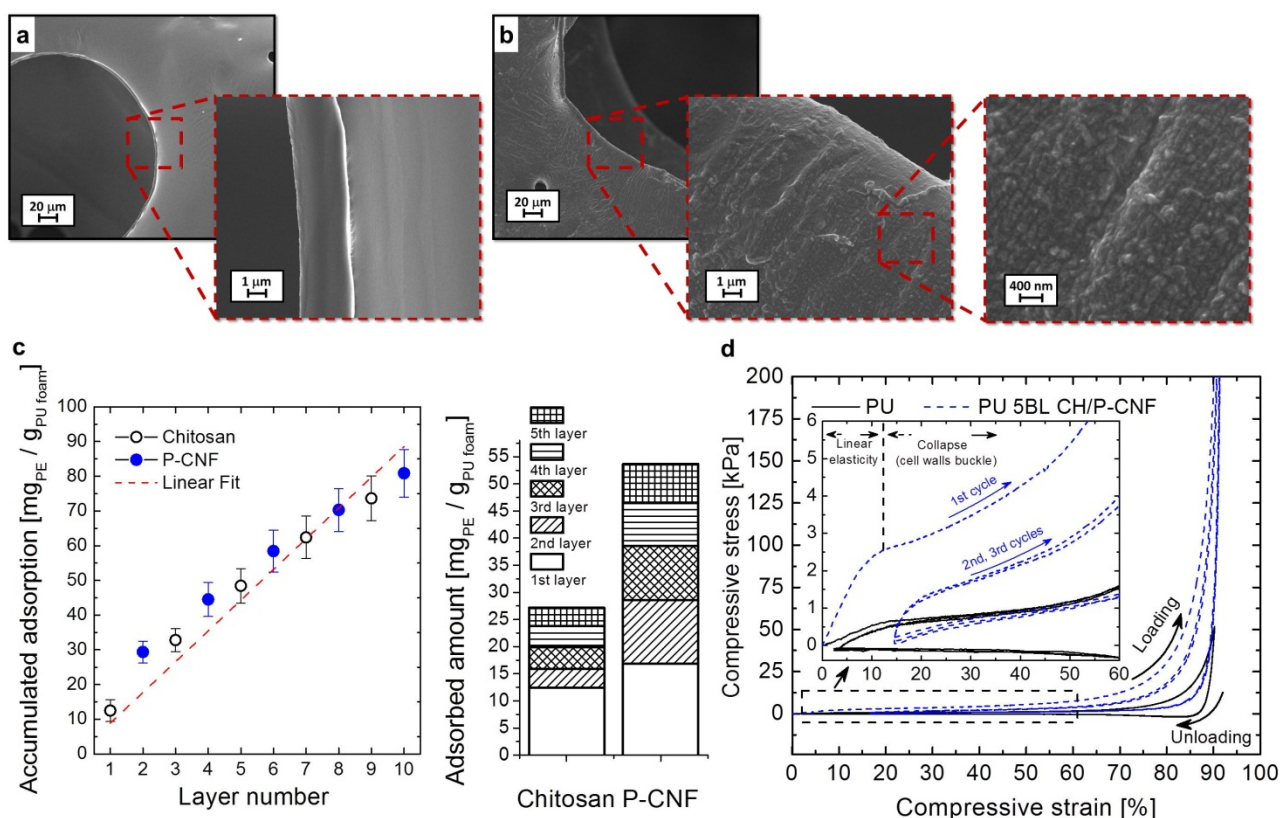 a
20 μm
1 μm
b
20 μm
1 μm
400 nm
c
Accumulated adsorption [mgPE / gPU foam]
100
90
80
70
60
50
40
30
20
10
0
Chitosan
P-CNF
Linear Fit
1 2 3 4 5 6 7 8 9 10
Layer number
Adsorbed amount [mgPE / gPU foam]
55
50
45
40
35
30
25
20
15
10
5
0
5th layer
4th layer
3rd layer
2nd layer
1st layer
Chitosan P-CNF
d
Compressive stress [kPa]
200
175
150
125
100
75
50
25
0
PU
PU 5BL CH/P-CNF
6
5
4
3
2
1
0
Linear
elasticity
Collapse
(cell walls buckle)
1st cycle
2nd, 3rd cycles
0 10 20 30 40 50 60
Loading
Unloading
0 10 20 30 40 50 60 70 80 90 100
Compressive strain [%]